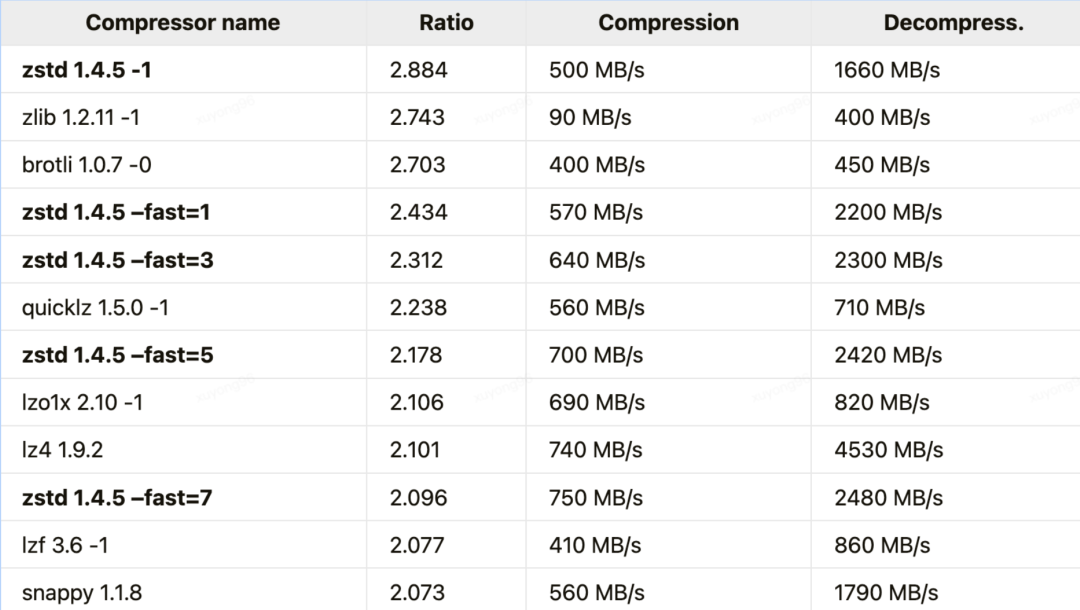 Compressor name Ratio Compression Decompress.
zstd 1.4.5 -1 2.884 500 MB/s 1660 MB/s
zlib 1.2.11 -1 2.743 90 MB/s 400 MB/s
brotli 1.0.7 -0 2.703 400 MB/s 450 MB/s
zstd 1.4.5 –fast=1 2.434 570 MB/s 2200 MB/s
zstd 1.4.5 –fast=3 2.312 640 MB/s 2300 MB/s
quicklz 1.5.0 -1 2.238 560 MB/s 710 MB/s
zstd 1.4.5 –fast=5 2.178 700 MB/s 2420 MB/s
lzo1x 2.10 -1 2.106 690 MB/s 820 MB/s
lz4 1.9.2 2.101 740 MB/s 4530 MB/s
zstd 1.4.5 –fast=7 2.096 750 MB/s 2480 MB/s
lzf 3.6 -1 2.077 410 MB/s 860 MB/s
snappy 1.1.8 2.073 560 MB/s 1790 MB/s